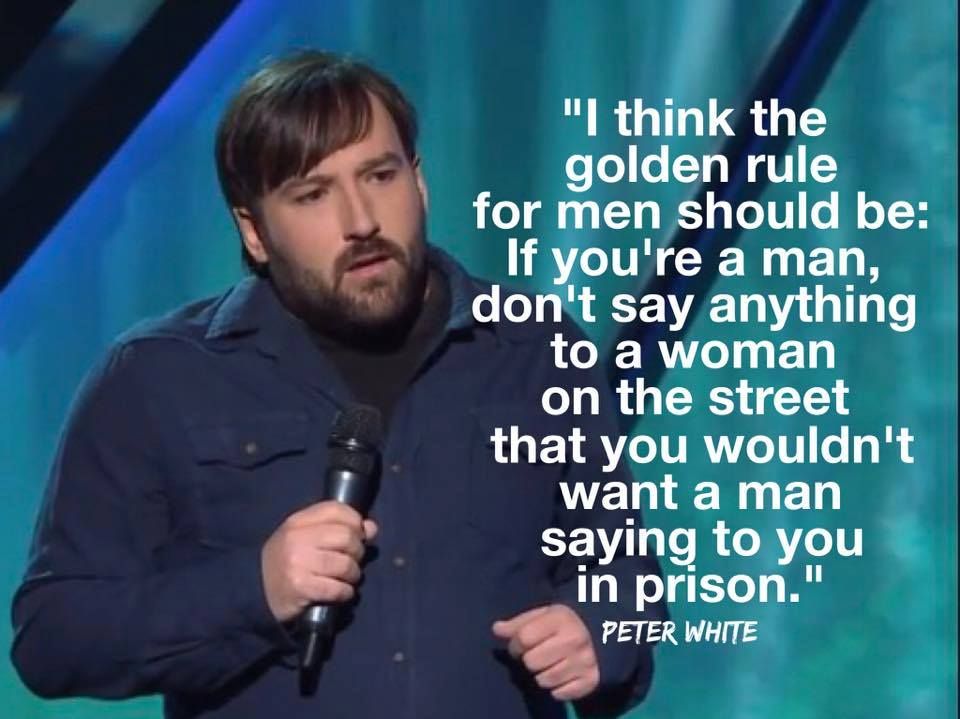 "I think the
golden rule
for men should be:
If you're a man,
don't say anything
to a woman
on the street
that you wouldn't
want a man
saying to you
in prison."
PETER WHITE